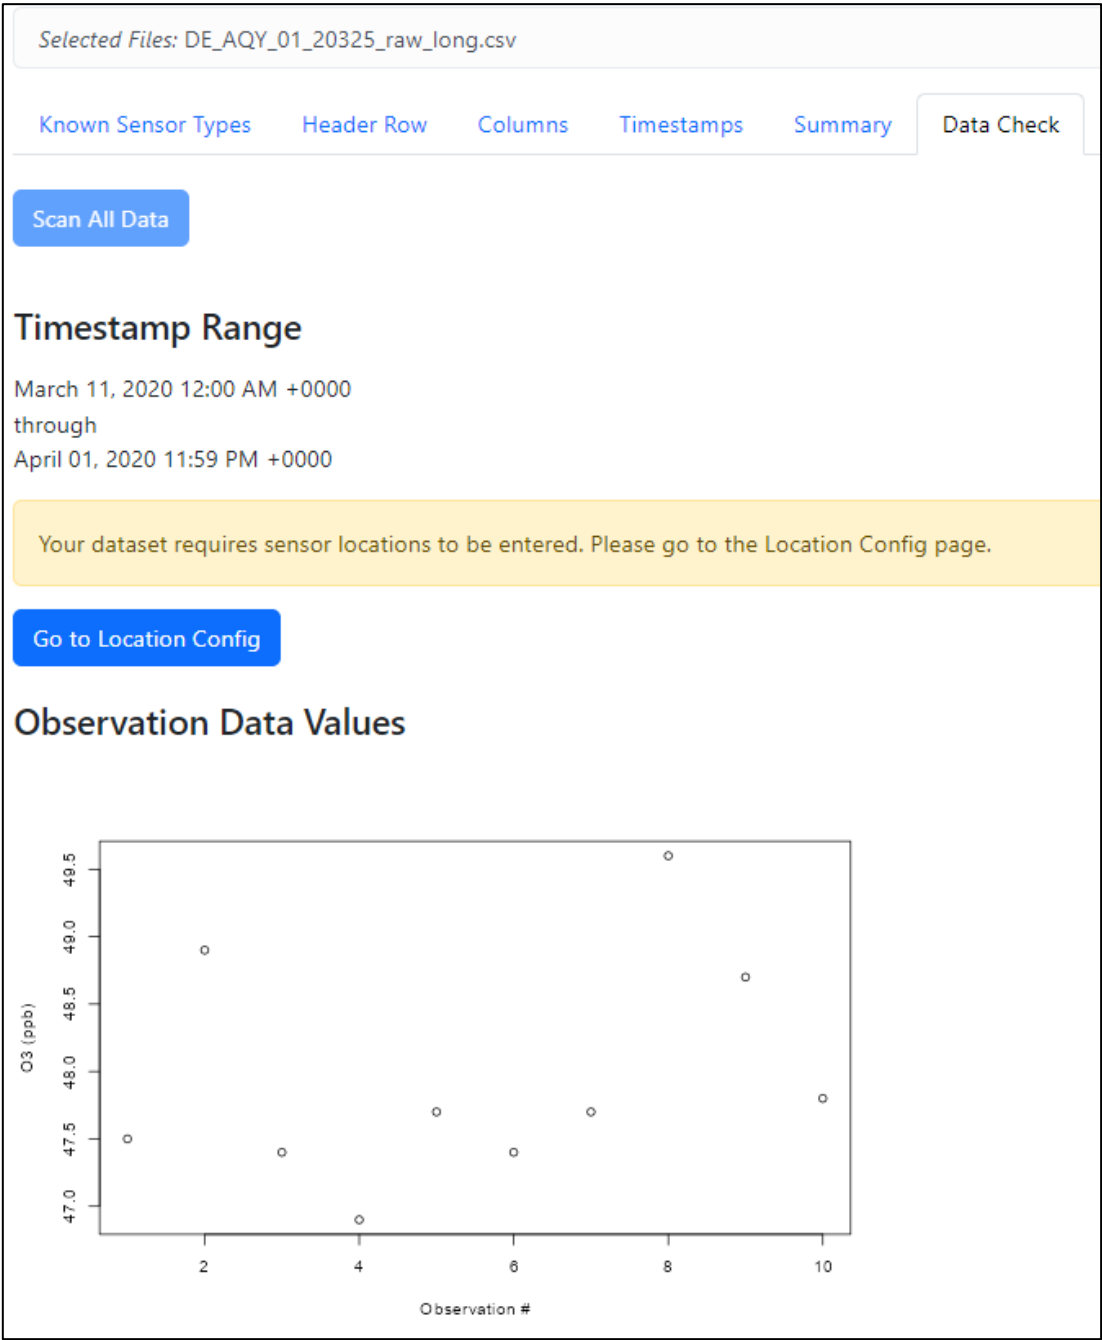 Selected Files: DE_AQY_01_20325_raw_long.csv
Known Sensor Types Header Row Columns Timestamps Summary Data Check
Scan All Data
Timestamp Range
March 11, 2020 12:00 AM +0000
through
April 01, 2020 11:59 PM +0000
Your dataset requires sensor locations to be entered. Please go to the Location Config page.
Go to Location Config
Observation Data Values
49.5
49.0
48.5
48.0
47.5
47.0
O3 (ppb)
2 4 6 8 10
Observation #